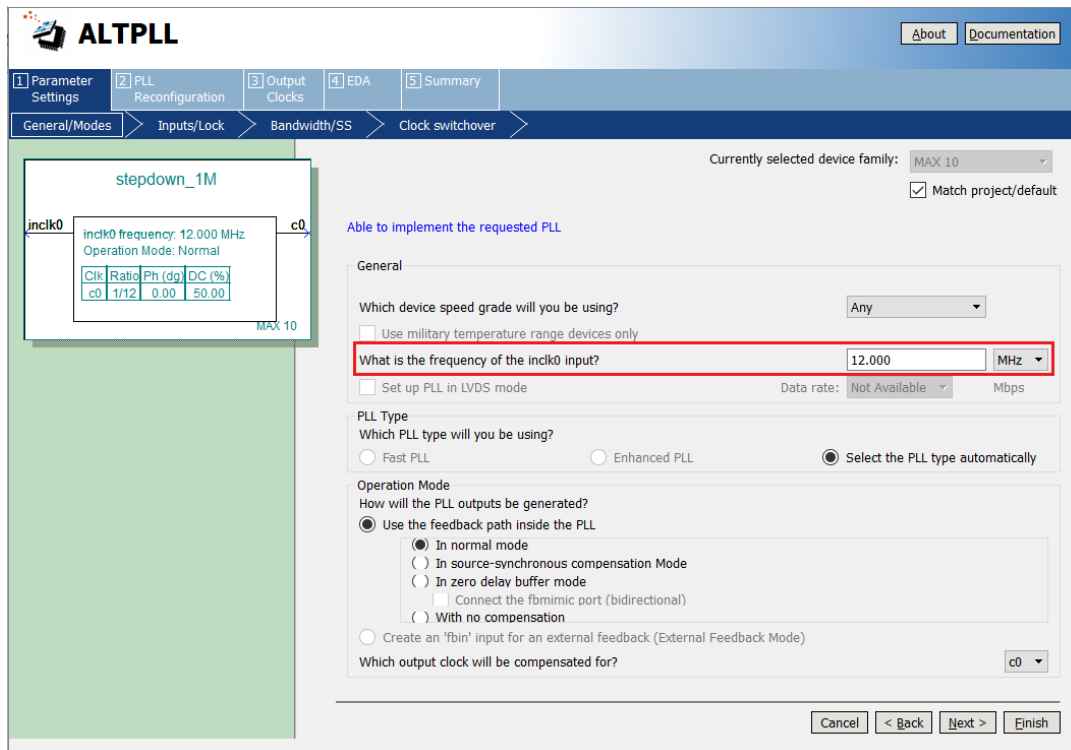 ALTPLL
About
Documentation
1 Parameter Settings
2 PLL Reconfiguration
3 Output Clocks
4 EDA
5 Summary
General/Modes
Inputs/Lock
Bandwidth/SS
Clock switchover
stepdown_1M
inclk0
c0
inclk0 frequency: 12.000 MHz
Operation Mode: Normal
Clk Ratio Ph (dg) DC (%)
c0 1/12 0.00 50.00
MAX 10
Currently selected device family: MAX 10
Match project/default
Able to implement the requested PLL
General
Which device speed grade will you be using? Any
Use military temperature range devices only
What is the frequency of the inclk0 input? 12.000 MHz
Set up PLL in LVDS mode Data rate: Not Available Mbps
PLL Type
Which PLL type will you be using?
Fast PLL Enhanced PLL Select the PLL type automatically
Operation Mode
How will the PLL outputs be generated?
Use the feedback path inside the PLL
In normal mode
In source-synchronous compensation Mode
In zero delay buffer mode
Connect the fbmimic port (bidirectional)
With no compensation
Create an 'fbin' input for an external feedback (External Feedback Mode)
Which output clock will be compensated for? c0
Cancel < Back Next > Finish